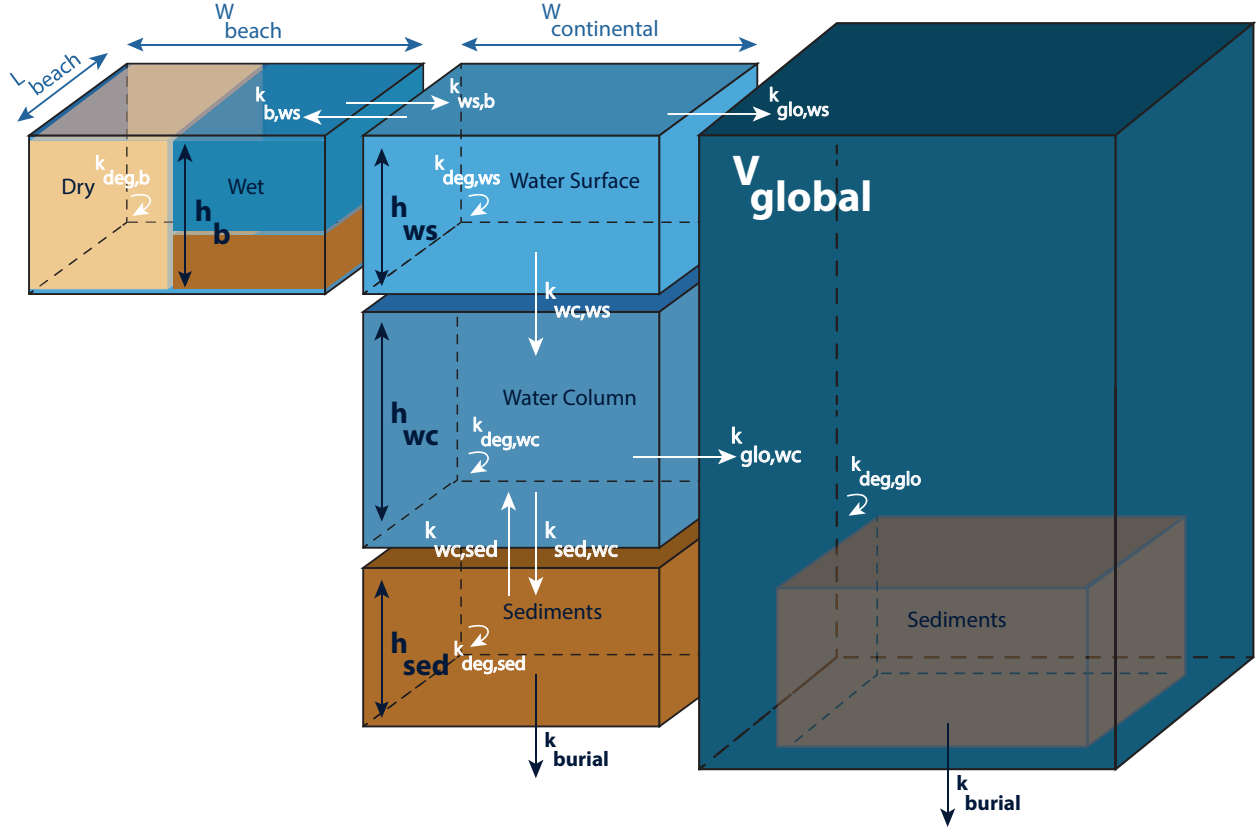 W
beach
W
continental
L
beach
k
b,ws
k
ws,b
k
glo,ws
k
deg,b
Dry
Wet
h
b
k
deg,ws
Water Surface
h
ws
V
global
k
wc,ws
Water Column
h
wc
k
deg,wc
k
glo,wc
k
deg,glo
k
wc,sed
k
sed,wc
Sediments
h
sed
k
deg,sed
Sediments
k
burial
k
burial